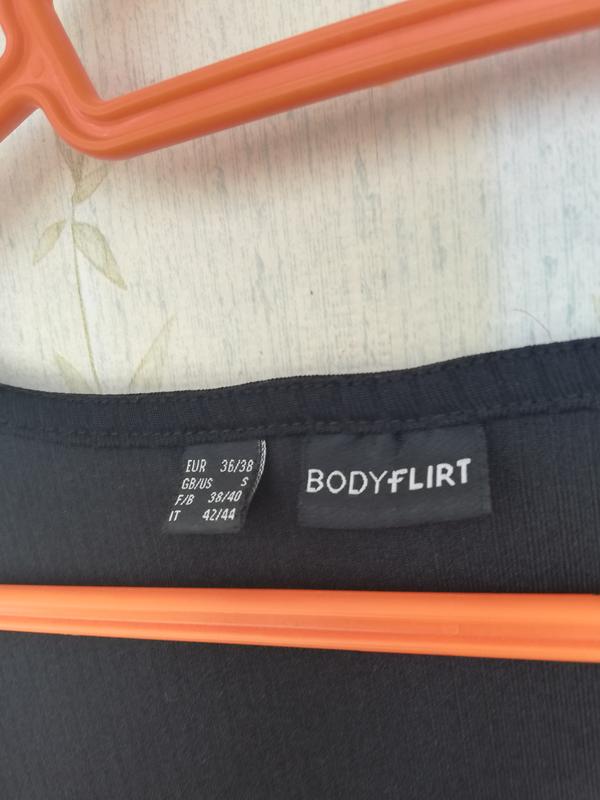 EUR 36/38
GB/US S
F/B 38/40
IT 42/44
BODYFLIRT